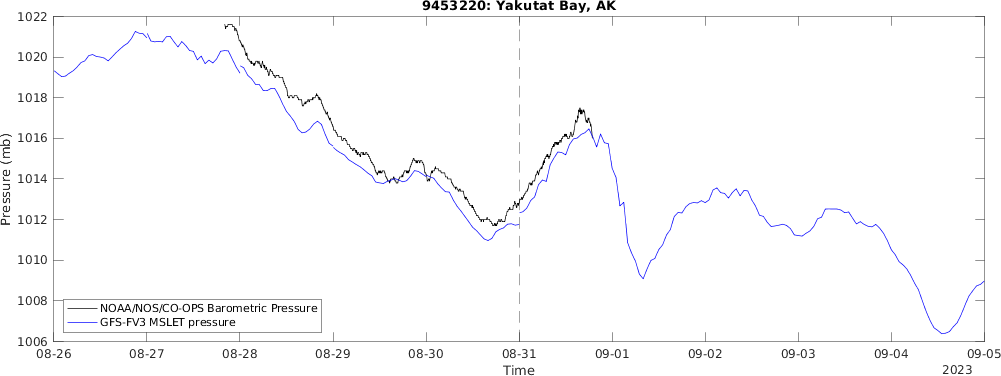 9453220: Yakutat Bay, AK
1022
1020
1018
1016
1014
1012
1010
1008
1006
Pressure (mb)
NOAA/NOS/CO-OPS Barometric Pressure
GFS-FV3 MSLET pressure
08-26 08-27 08-28 08-29 08-30 08-31 09-01 09-02 09-03 09-04 09-05
Time
2023